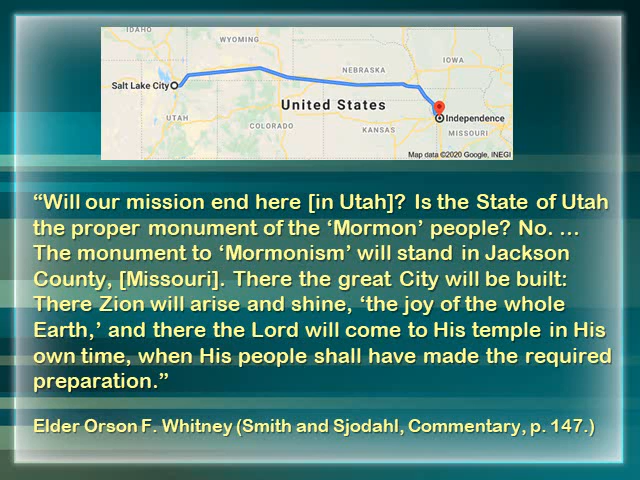 IDAHO
WYOMING
IOWA
NEBRASKA
Salt Lake City
United States
Independence
UTAH
COLORADO
KANSAS
MISSOURI
Map data ©2020 Google, INEGI
“Will our mission end here [in Utah]? Is the State of Utah
the proper monument of the ‘Mormon’ people? No. …
The monument to ‘Mormonism’ will stand in Jackson
County, [Missouri]. There the great City will be built:
There Zion will arise and shine, ‘the joy of the whole
Earth,’ and there the Lord will come to His temple in His
own time, when His people shall have made the required
preparation.”
Elder Orson F. Whitney (Smith and Sjodahl, Commentary, p. 147.)